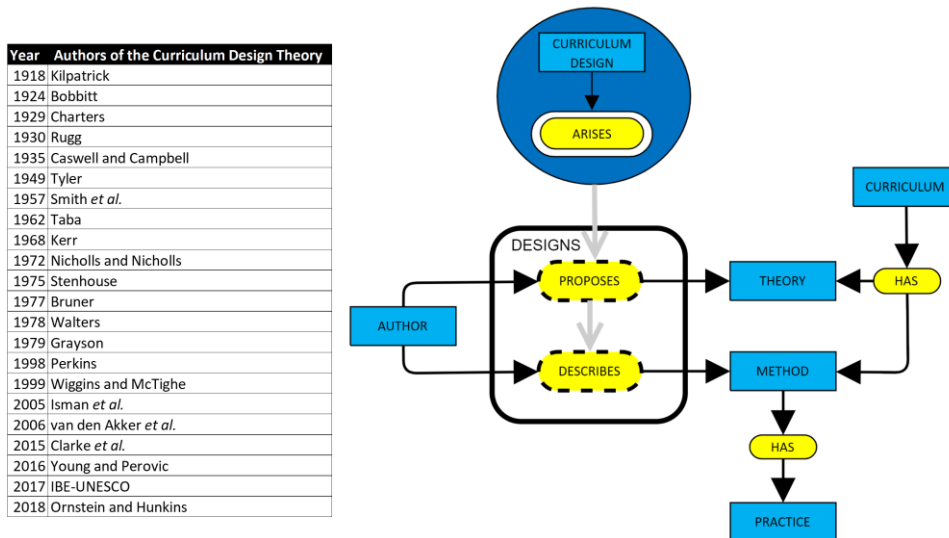 Year Authors of the Curriculum Design Theory
1918 Kilpatrick
1924 Bobbitt
1929 Charters
1930 Rugg
1935 Caswell and Campbell
1949 Tyler
1957 Smith et al.
1962 Taba
1968 Kerr
1972 Nicholls and Nicholls
1975 Stenhouse
1977 Bruner
1978 Walters
1979 Grayson
1998 Perkins
1999 Wiggins and McTighe
2005 Isman et al.
2006 van den Akker et al.
2015 Clarke et al.
2016 Young and Perovic
2017 IBE-UNESCO
2018 Ornstein and Hunkins
CURRICULUM
DESIGN
ARISES
CURRICULUM
DESIGNS
PROPOSES
THEORY
HAS
AUTHOR
DESCRIBES
METHOD
HAS
PRACTICE